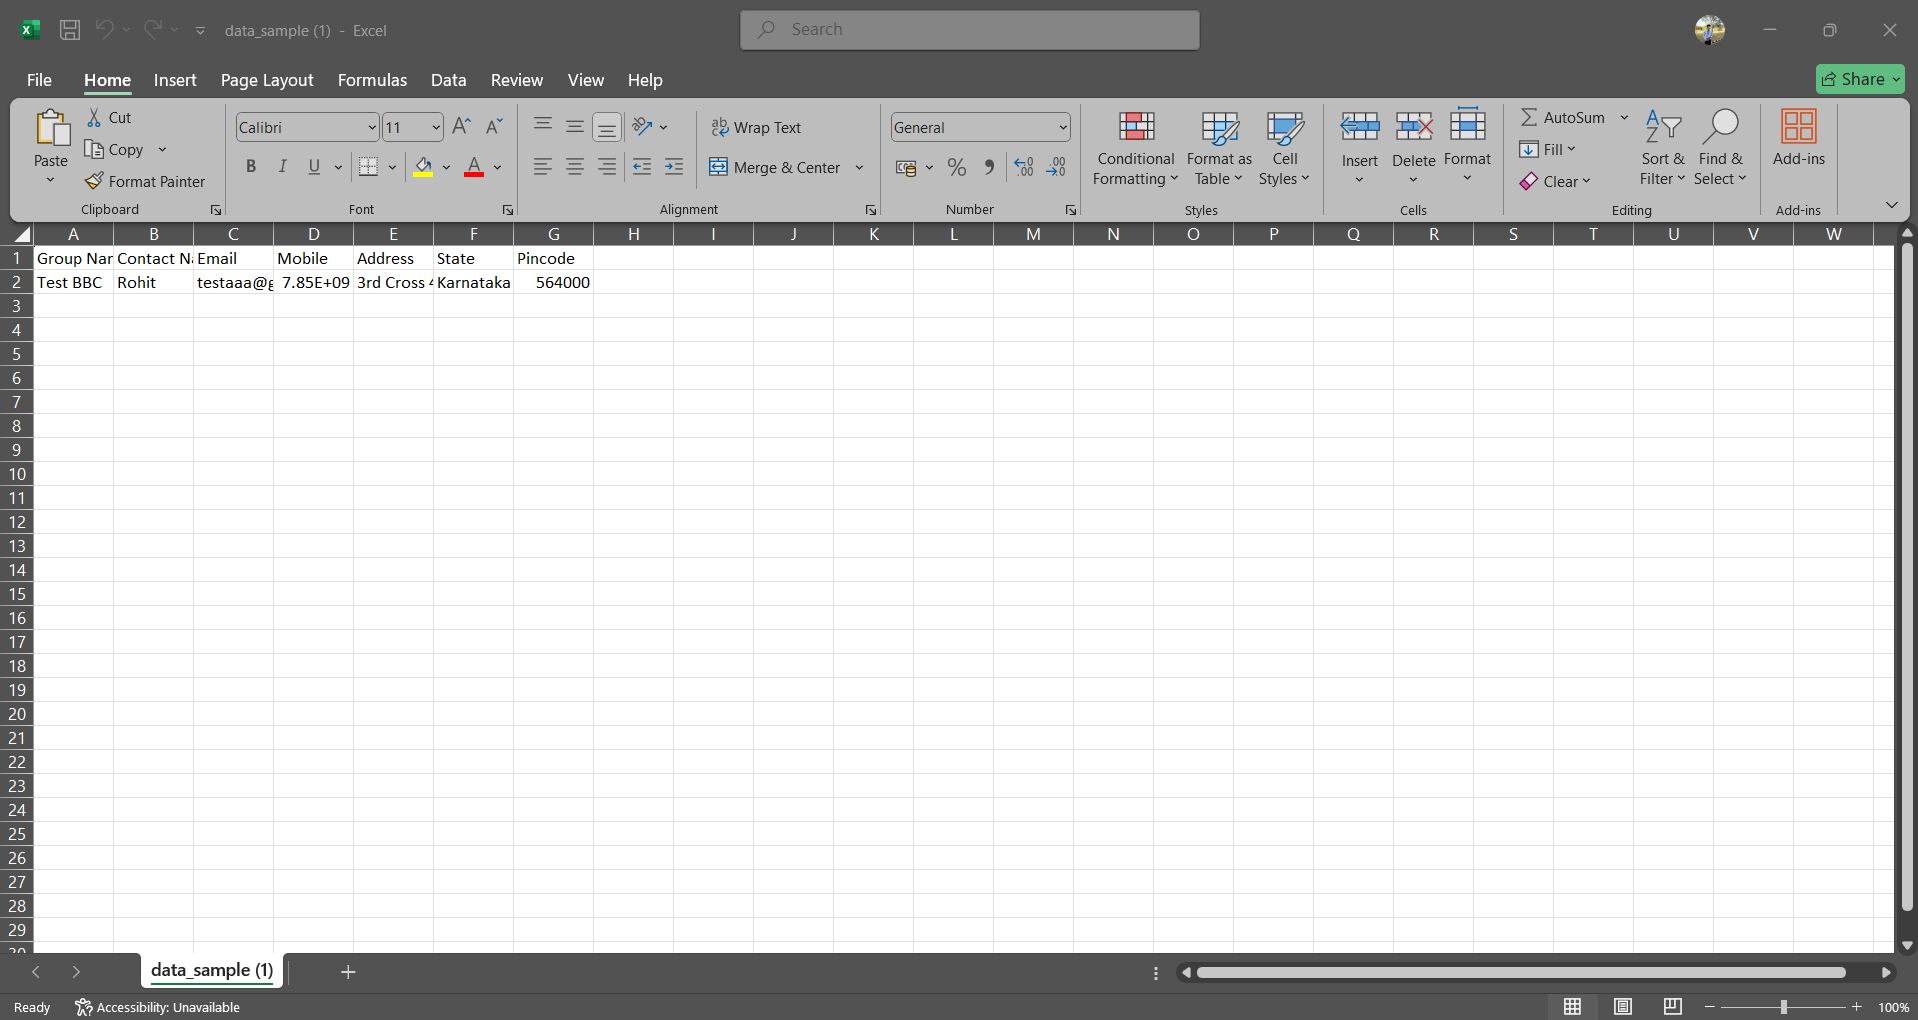 data_sample (1) - Excel
Search
File Home Insert Page Layout Formulas Data Review View Help
Share
Paste
Cut
Copy
Format Painter
Clipboard
Calibri 11
B I U
Font
Wrap Text
Merge & Center
Alignment
General
Number
Conditional Formatting
Format as Table
Cell Styles
Styles
Insert Delete Format
Cells
AutoSum
Fill
Clear
Sort & Filter
Find & Select
Editing
Add-ins
Add-ins
A B C D E F G H I J K L M N O P Q R S T U V W
1 Group Nar Contact Na Email Mobile Address State Pincode
2 Test BBC Rohit testaaa@g 7.85E+09 3rd Cross 4 Karnataka 564000
3
4
5
6
7
8
9
10
11
12
13
14
15
16
17
18
19
20
21
22
23
24
25
26
27
28
29
30
data_sample (1)
Ready Accessibility: Unavailable 100%